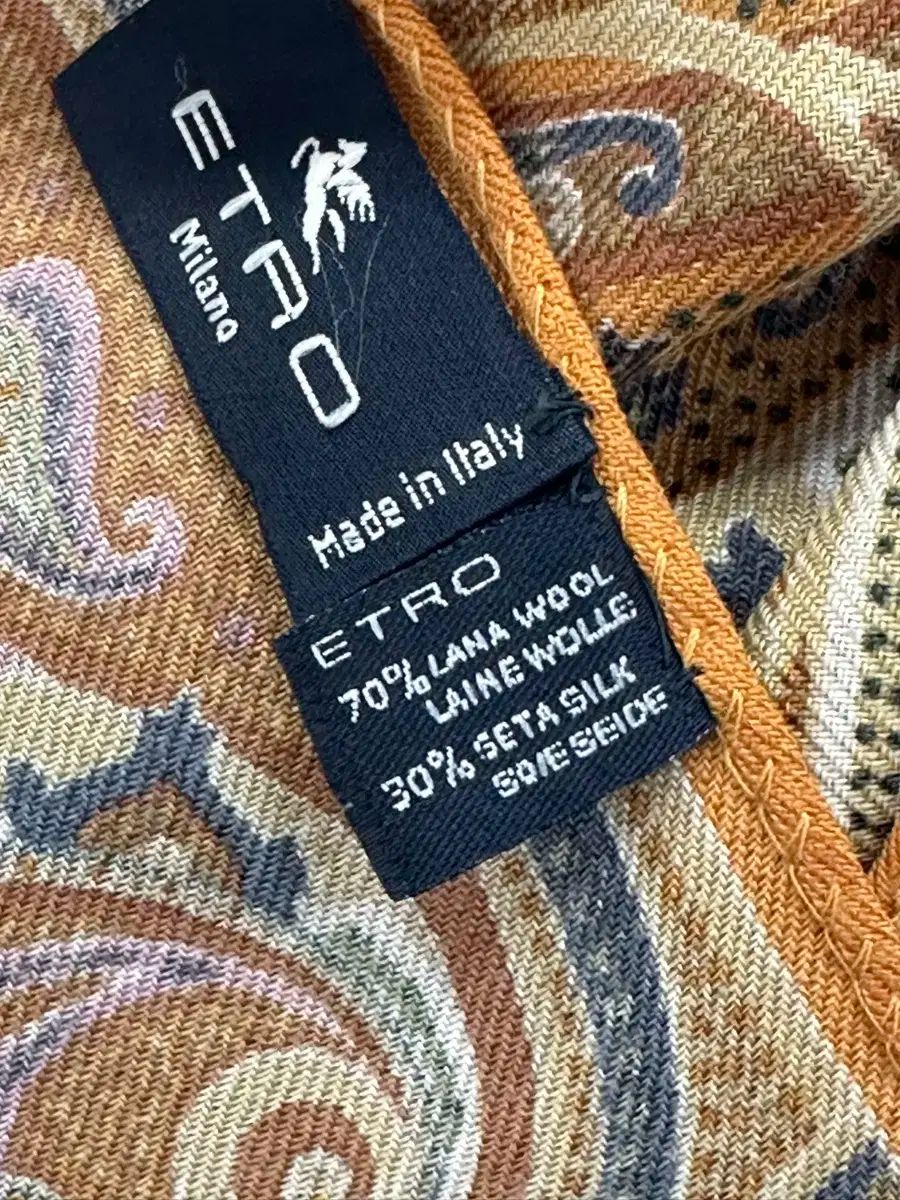 ETRO
Milano
Made in Italy
ETRO
70% LANA WOOL
LAINE WOLLE
30% SETA SILK
SOIE SEIDE